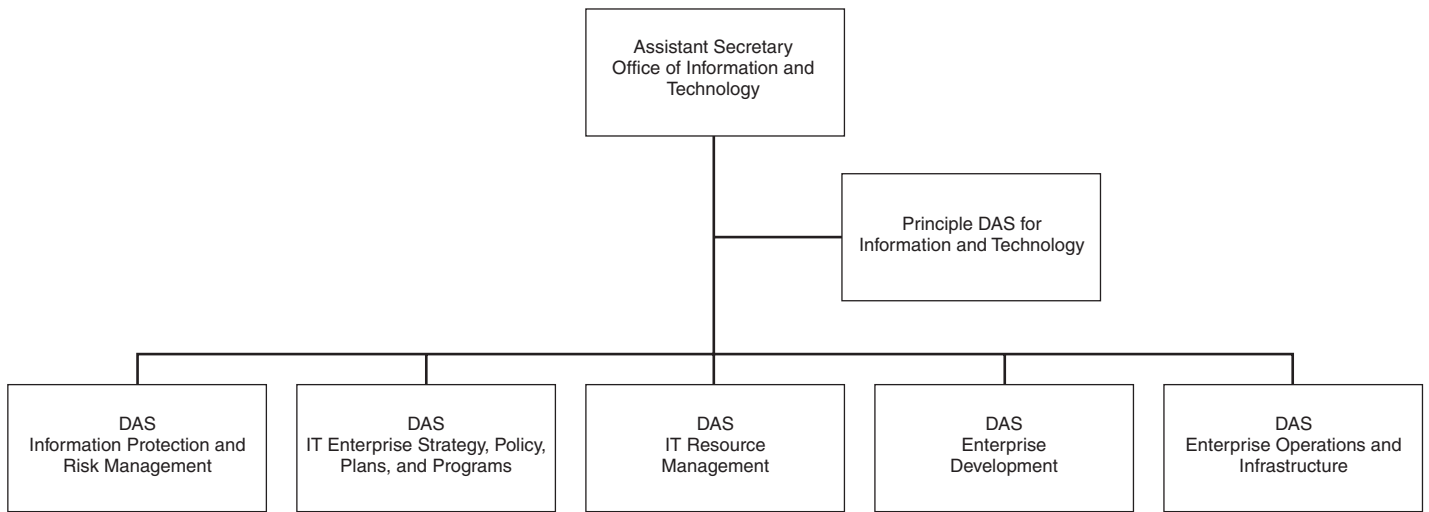 Assistant Secretary
Office of Information and
Technology
Principle DAS for
Information and Technology
DAS
Information Protection and
Risk Management
DAS
IT Enterprise Strategy, Policy,
Plans, and Programs
DAS
IT Resource
Management
DAS
Enterprise
Development
DAS
Enterprise Operations and
Infrastructure